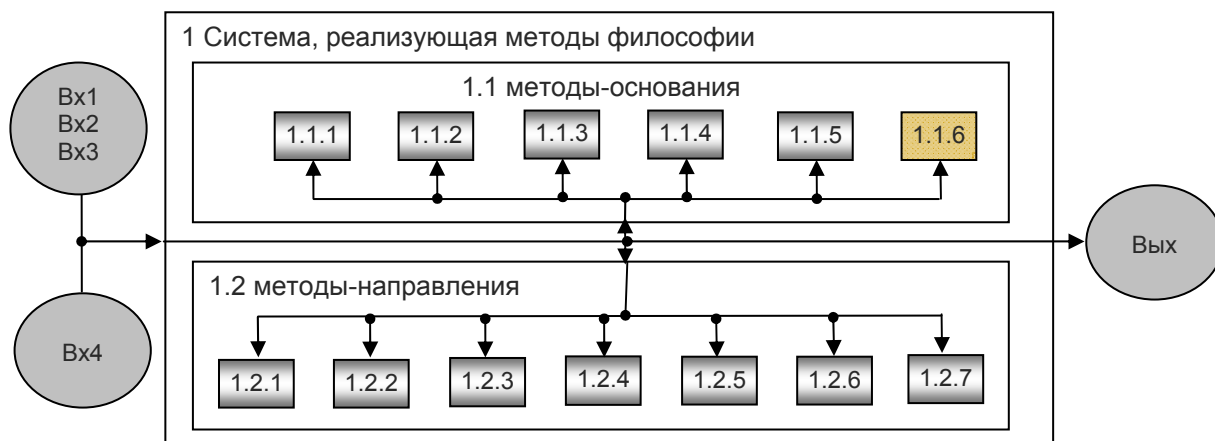 1 Система, реализующая методы философии
1.1 методы-основания
Вх1
Вх2
Вх3
1.1.1
1.1.2
1.1.3
1.1.4
1.1.5
1.1.6
Вых
1.2 методы-направления
Вх4
1.2.1
1.2.2
1.2.3
1.2.4
1.2.5
1.2.6
1.2.7